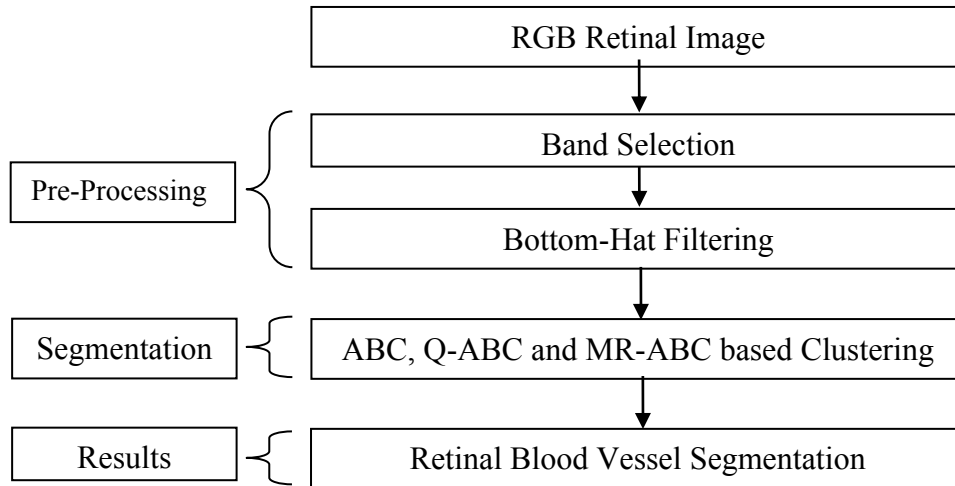 RGB Retinal Image
Band Selection
Pre-Processing
Bottom-Hat Filtering
Segmentation
ABC, Q-ABC and MR-ABC based Clustering
Results
Retinal Blood Vessel Segmentation